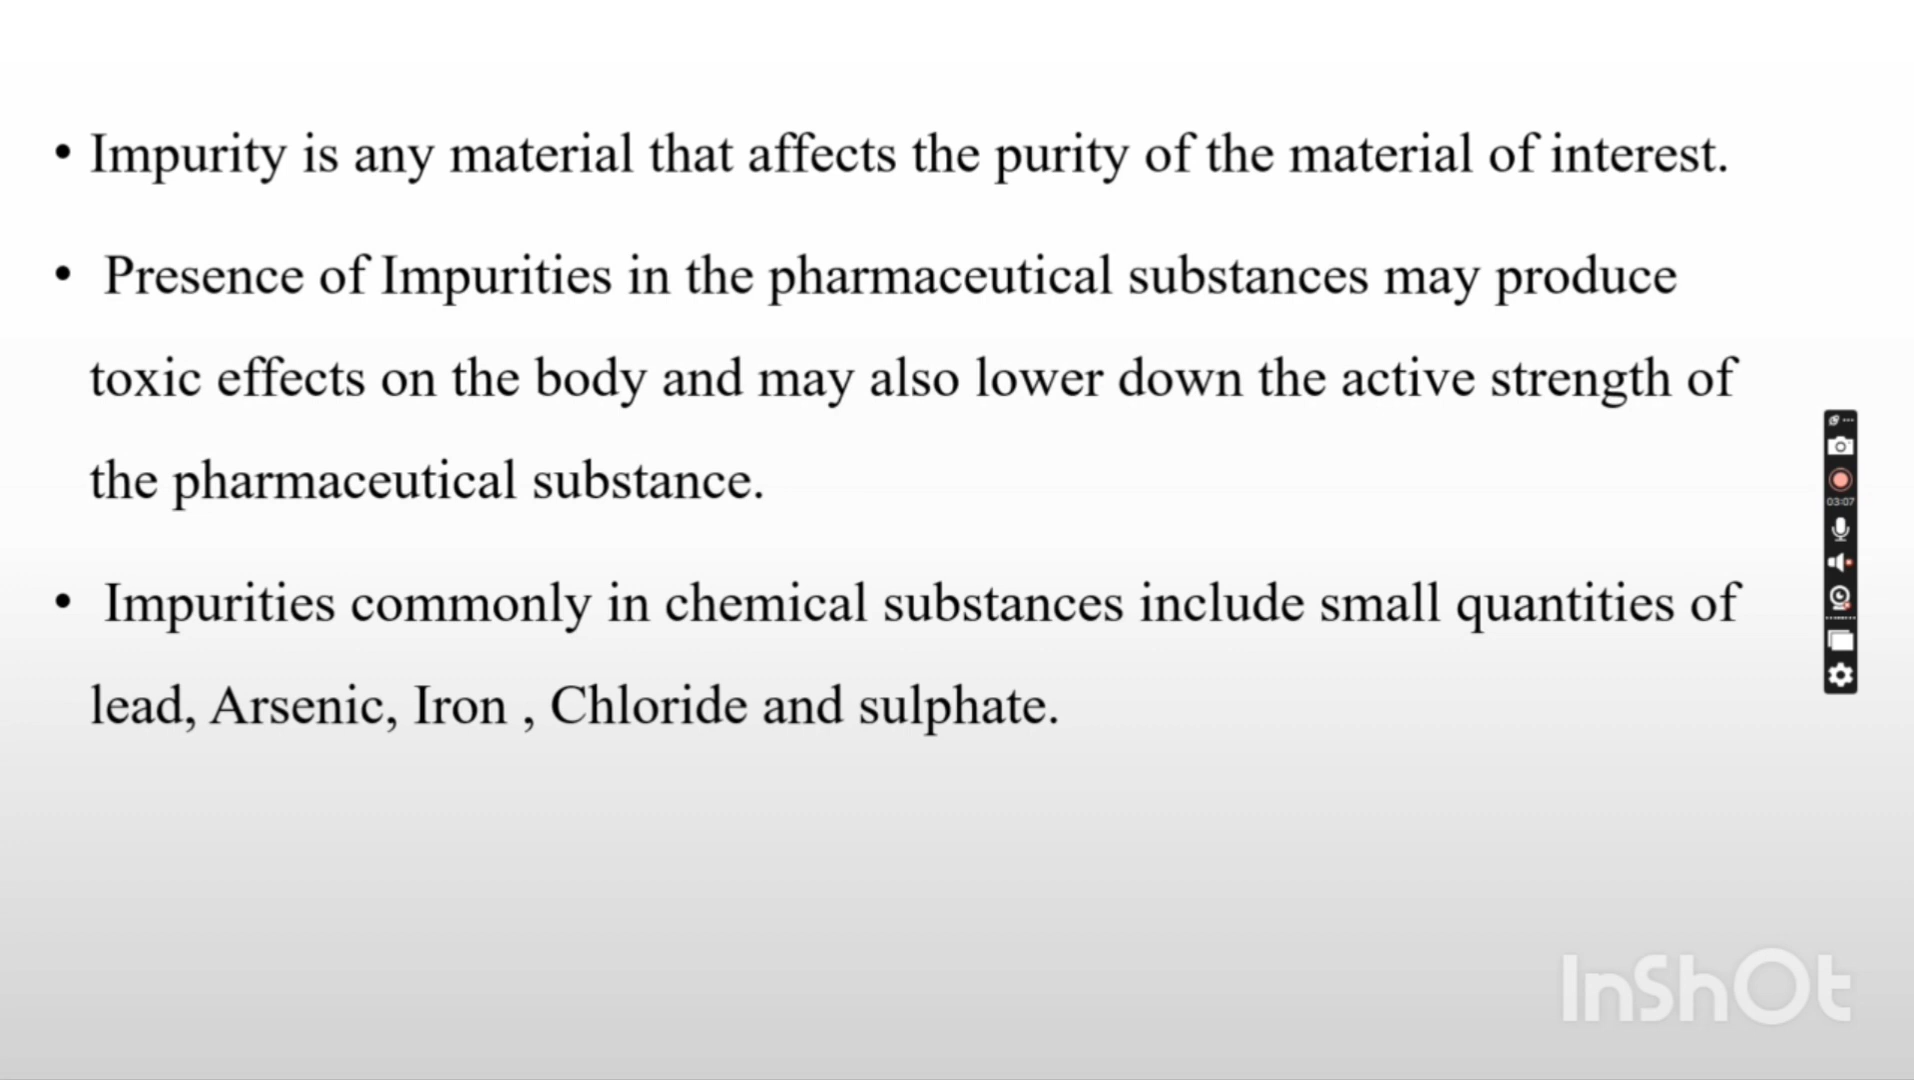 • Impurity is any material that affects the purity of the material of interest.
• Presence of Impurities in the pharmaceutical substances may produce
toxic effects on the body and may also lower down the active strength of
the pharmaceutical substance.
• Impurities commonly in chemical substances include small quantities of
lead, Arsenic, Iron , Chloride and sulphate.
03:07
InShOt